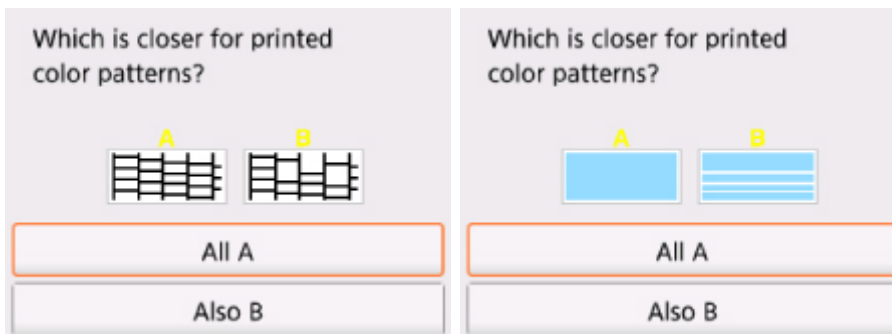 Which is closer for printed
color patterns?
A B
All A
Also B
Which is closer for printed
color patterns?
A B
All A
Also B